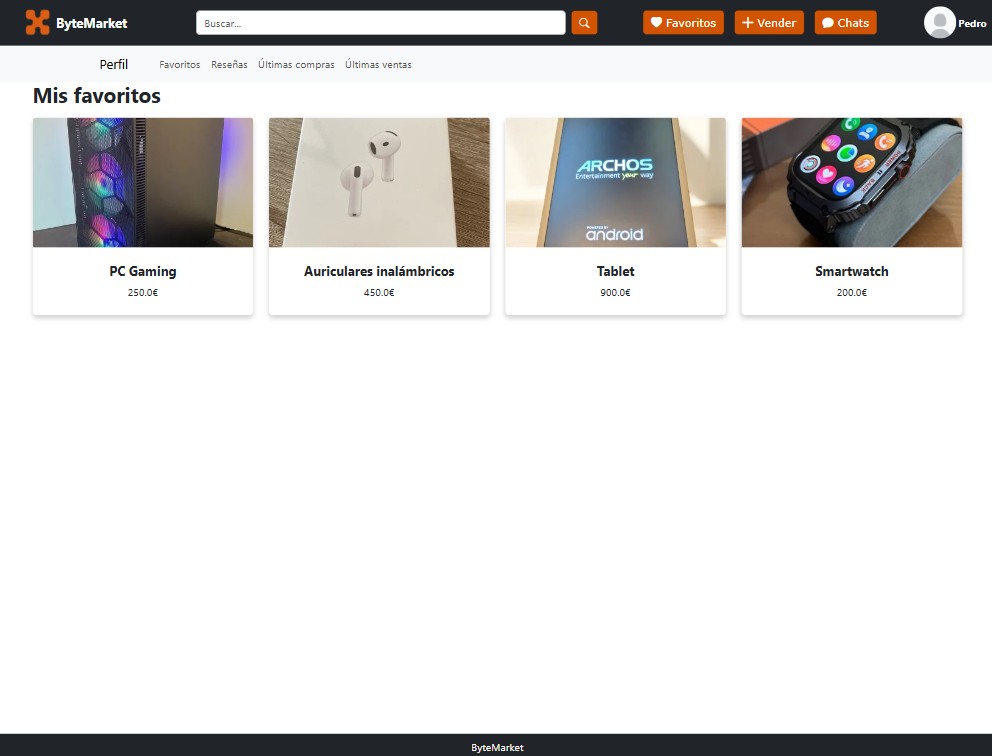 ByteMarket
Buscar...
Favoritos
Vender
Chats
Pedro
Perfil
Favoritos
Reseñas
Últimas compras
Últimas ventas
Mis favoritos
ARCHOS
Entertainment your way
POWERED BY
android
PC Gaming
250.0€
Auriculares inalámbricos
450.0€
Tablet
900.0€
Smartwatch
200.0€
ByteMarket